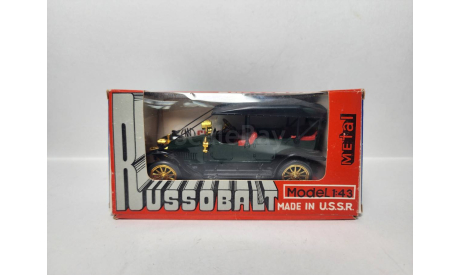 RUSSOBALT
METAL
Model 1:43
MADE IN U.S.S.R.